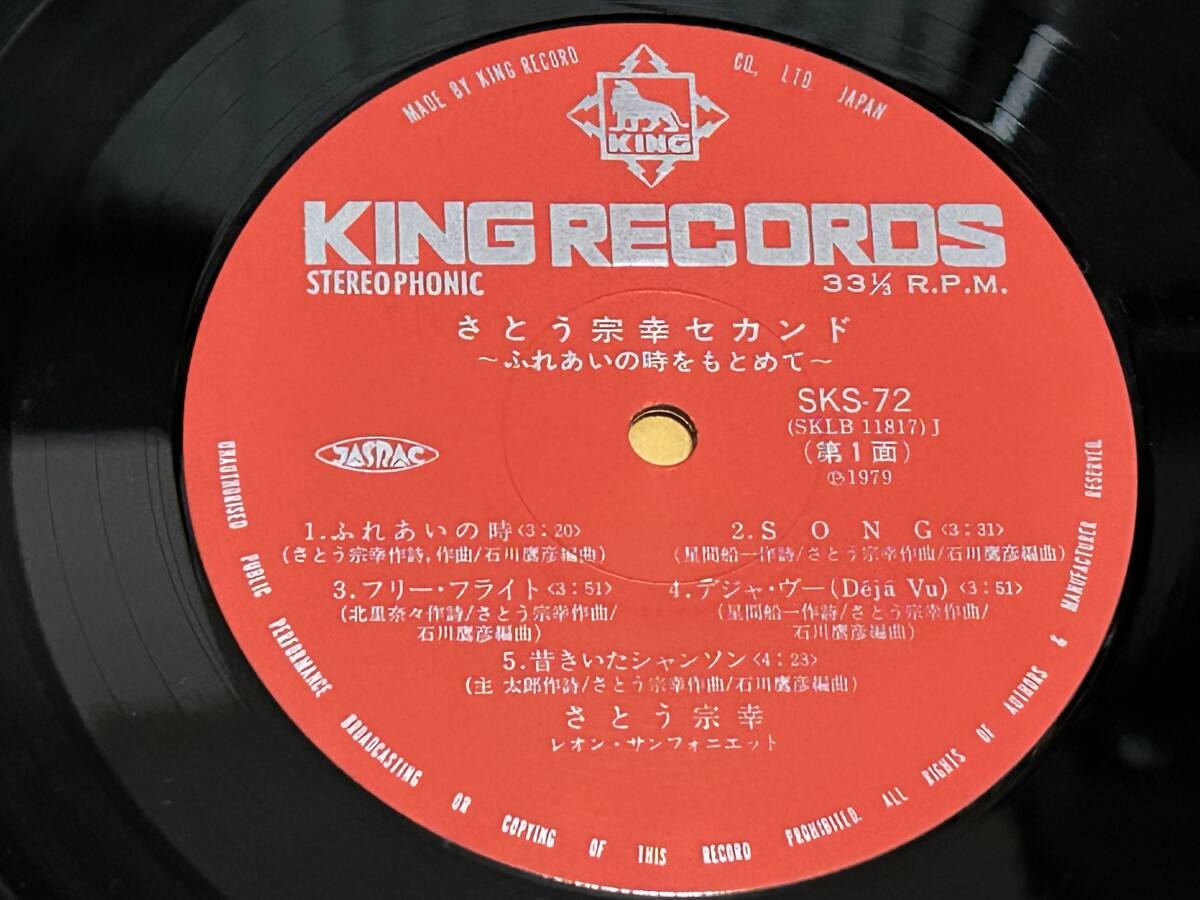 MADE BY KING RECORD CO., LTD. JAPAN
KING
KING RECORDS
STEREOPHONIC
33⅓ R.P.M.
さとう宗幸セカンド
～ふれあいの時をもとめて～
SKS-72
(SKLB 11817) J
(第1面)
Ⓟ1979
JASRAC
1.ふれあいの時<3:20>
(さとう宗幸作詩,作曲/石川鷹彦編曲)
2.SONG<3:31>
(星間船一作詩/さとう宗幸作曲/石川鷹彦編曲)
3.フリー・フライト<3:51>
(北里奈々作詩/さとう宗幸作曲/
石川鷹彦編曲)
4.デジャ・ヴー(Déjá Vu)<3:51>
(星間船一作詩/さとう宗幸作曲/
石川鷹彦編曲)
5.昔きいたシャンソン<4:23>
(主 太郎作詩/さとう宗幸作曲/石川鷹彦編曲)
さとう宗幸
レオン・サンフォニエット
UNAUTHORISED PUBLIC PERFORMANCE BROADCASTING OR COPYING OF THIS RECORD PROHIBITED. ALL RIGHTS OF AUTHORS & MANUFACTURER RESERVED.